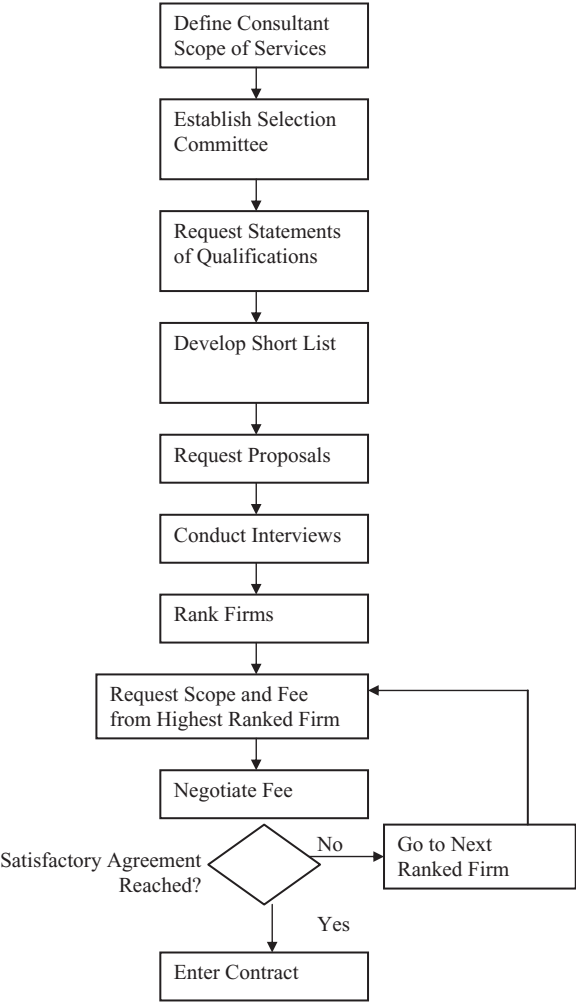 Define Consultant
Scope of Services
Establish Selection
Committee
Request Statements
of Qualifications
Develop Short List
Request Proposals
Conduct Interviews
Rank Firms
Request Scope and Fee
from Highest Ranked Firm
Negotiate Fee
Satisfactory Agreement
Reached?
No
Go to Next
Ranked Firm
Yes
Enter Contract